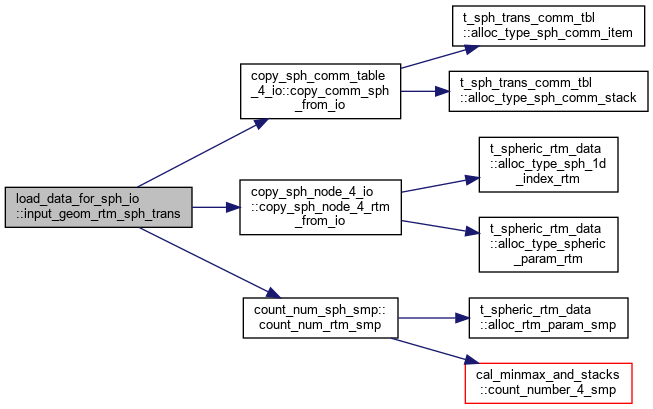 load_data_for_sph_io
::input_geom_rtm_sph_trans
copy_sph_comm_table
_4_io::copy_comm_sph
_from_io
t_sph_trans_comm_tbl
::alloc_type_sph_comm_item
t_sph_trans_comm_tbl
::alloc_type_sph_comm_stack
copy_sph_node_4_io
::copy_sph_node_4_rtm
_from_io
t_spheric_rtm_data
::alloc_type_sph_1d
_index_rtm
t_spheric_rtm_data
::alloc_type_spheric
_param_rtm
count_num_sph_smp::
count_num_rtm_smp
t_spheric_rtm_data
::alloc_rtm_param_smp
cal_minmax_and_stacks
::count_number_4_smp